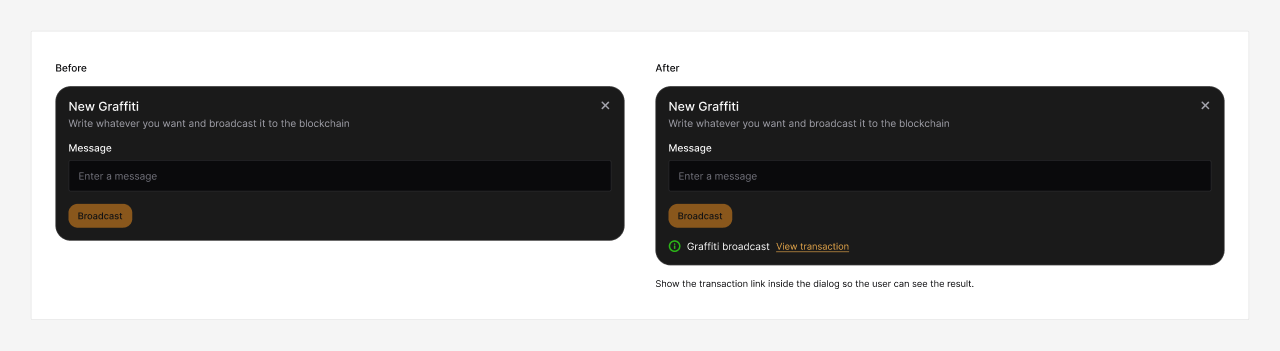 Before
New Graffiti
Write whatever you want and broadcast it to the blockchain
Message
Enter a message
Broadcast
After
New Graffiti
Write whatever you want and broadcast it to the blockchain
Message
Enter a message
Broadcast
Graffiti broadcast View transaction
Show the transaction link inside the dialog so the user can see the result.